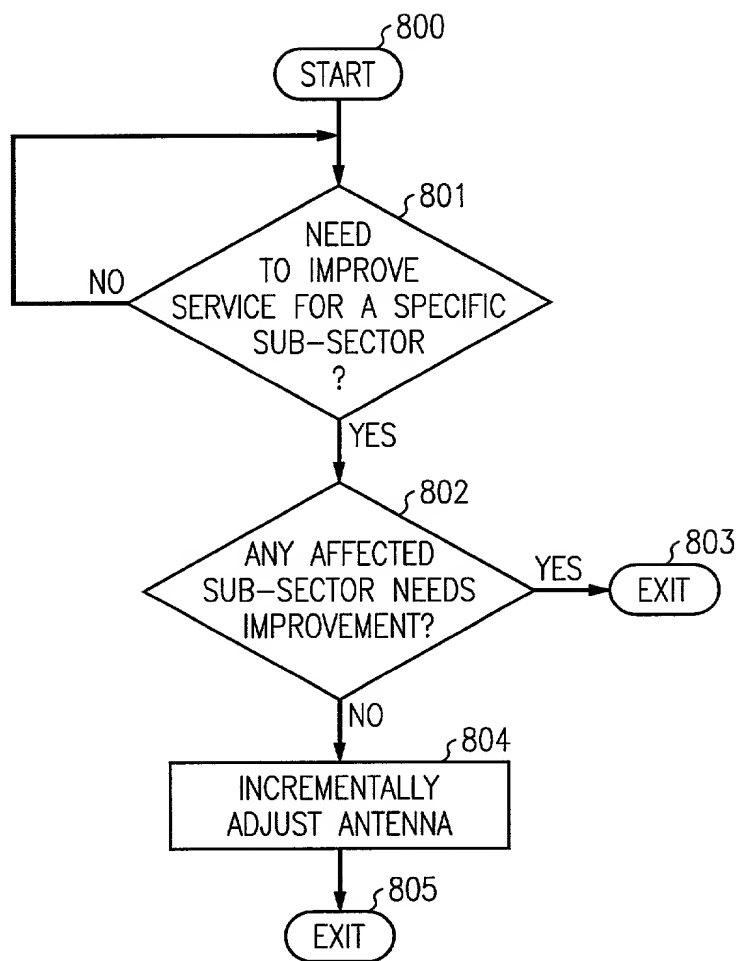 800
START
801
NEED
TO IMPROVE
SERVICE FOR A SPECIFIC
SUB-SECTOR
?
NO
YES
802
ANY AFFECTED
SUB-SECTOR NEEDS
IMPROVEMENT?
YES
803
EXIT
NO
804
INCREMENTALLY
ADJUST ANTENNA
805
EXIT